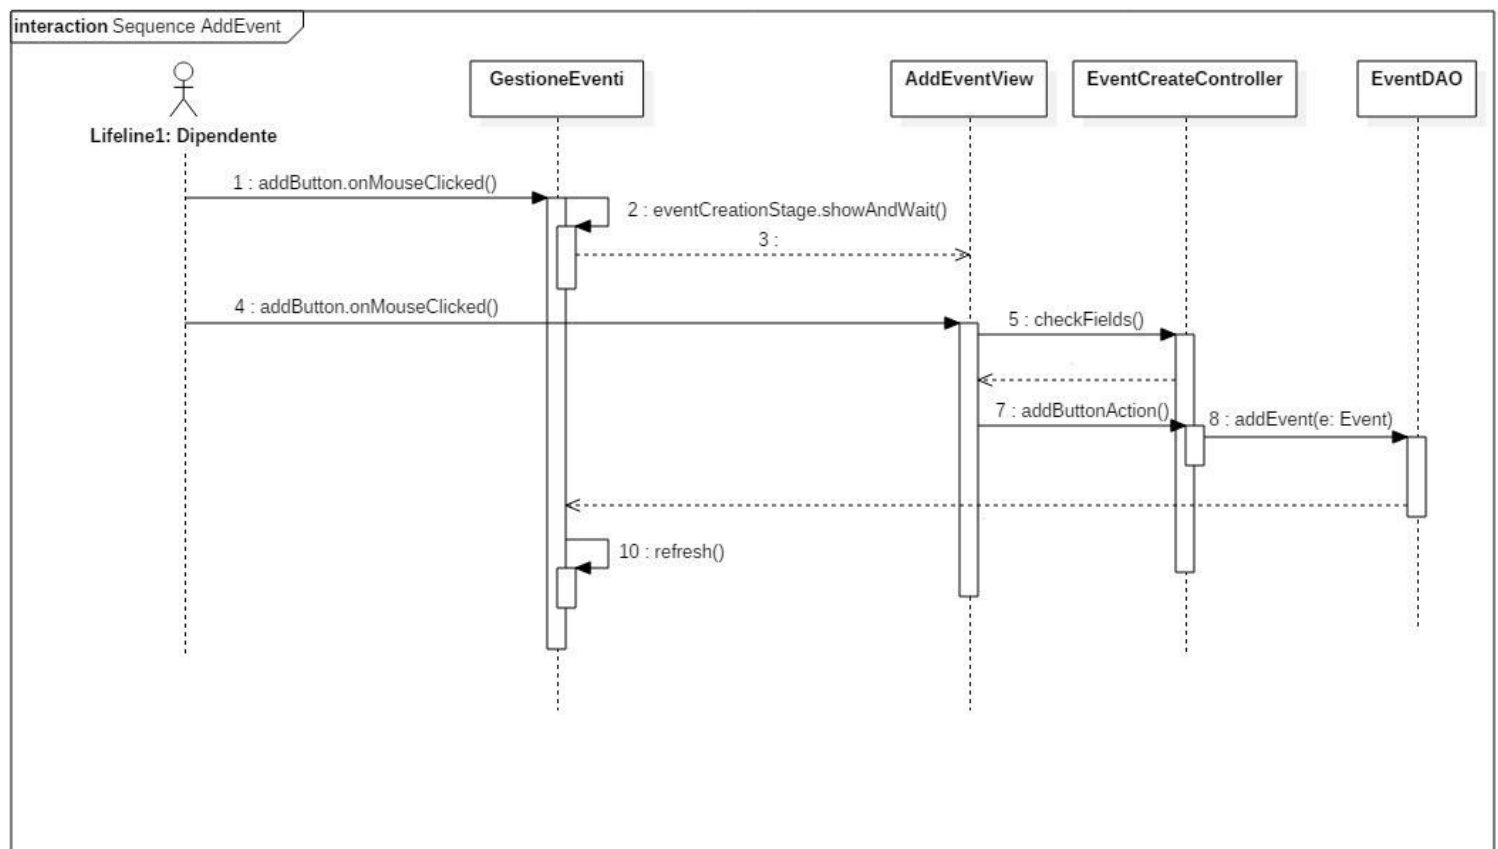 interaction Sequence AddEvent
GestioneEventi
AddEventView
EventCreateController
EventDAO
Lifeline1: Dipendente
1 : addButton.onMouseClicked()
2 : eventCreationStage.showAndWait()
3 :
4 : addButton.onMouseClicked()
5 : checkFields()
7 : addButtonAction()
8 : addEvent(e: Event)
10 : refresh()